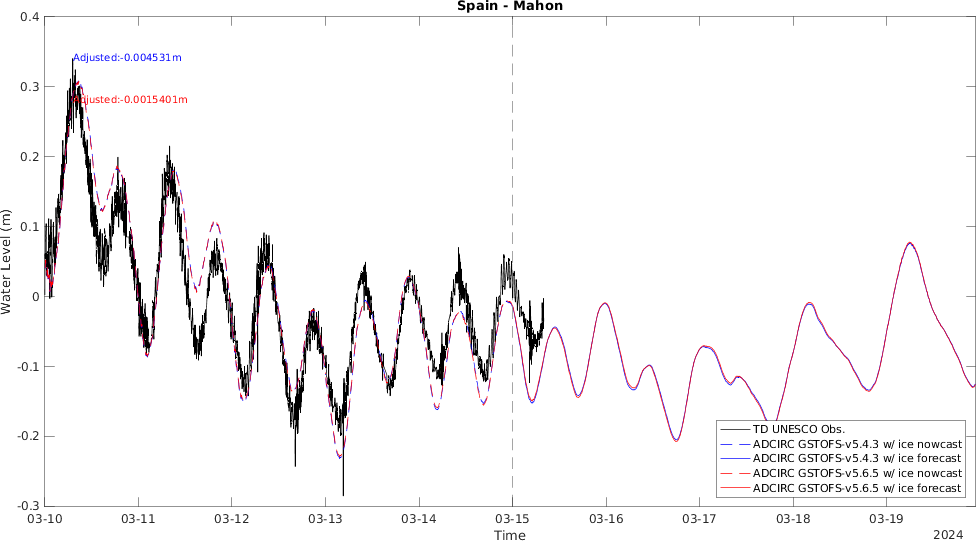 Spain - Mahon
0.4
0.3
0.2
0.1
0
-0.1
-0.2
-0.3
Water Level (m)
Adjusted:-0.004531m
Adjusted:-0.0015401m
TD UNESCO Obs.
ADCIRC GSTOFS-v5.4.3 w/ ice nowcast
ADCIRC GSTOFS-v5.4.3 w/ ice forecast
ADCIRC GSTOFS-v5.6.5 w/ ice nowcast
ADCIRC GSTOFS-v5.6.5 w/ ice forecast
03-10 03-11 03-12 03-13 03-14 03-15 03-16 03-17 03-18 03-19
Time
2024